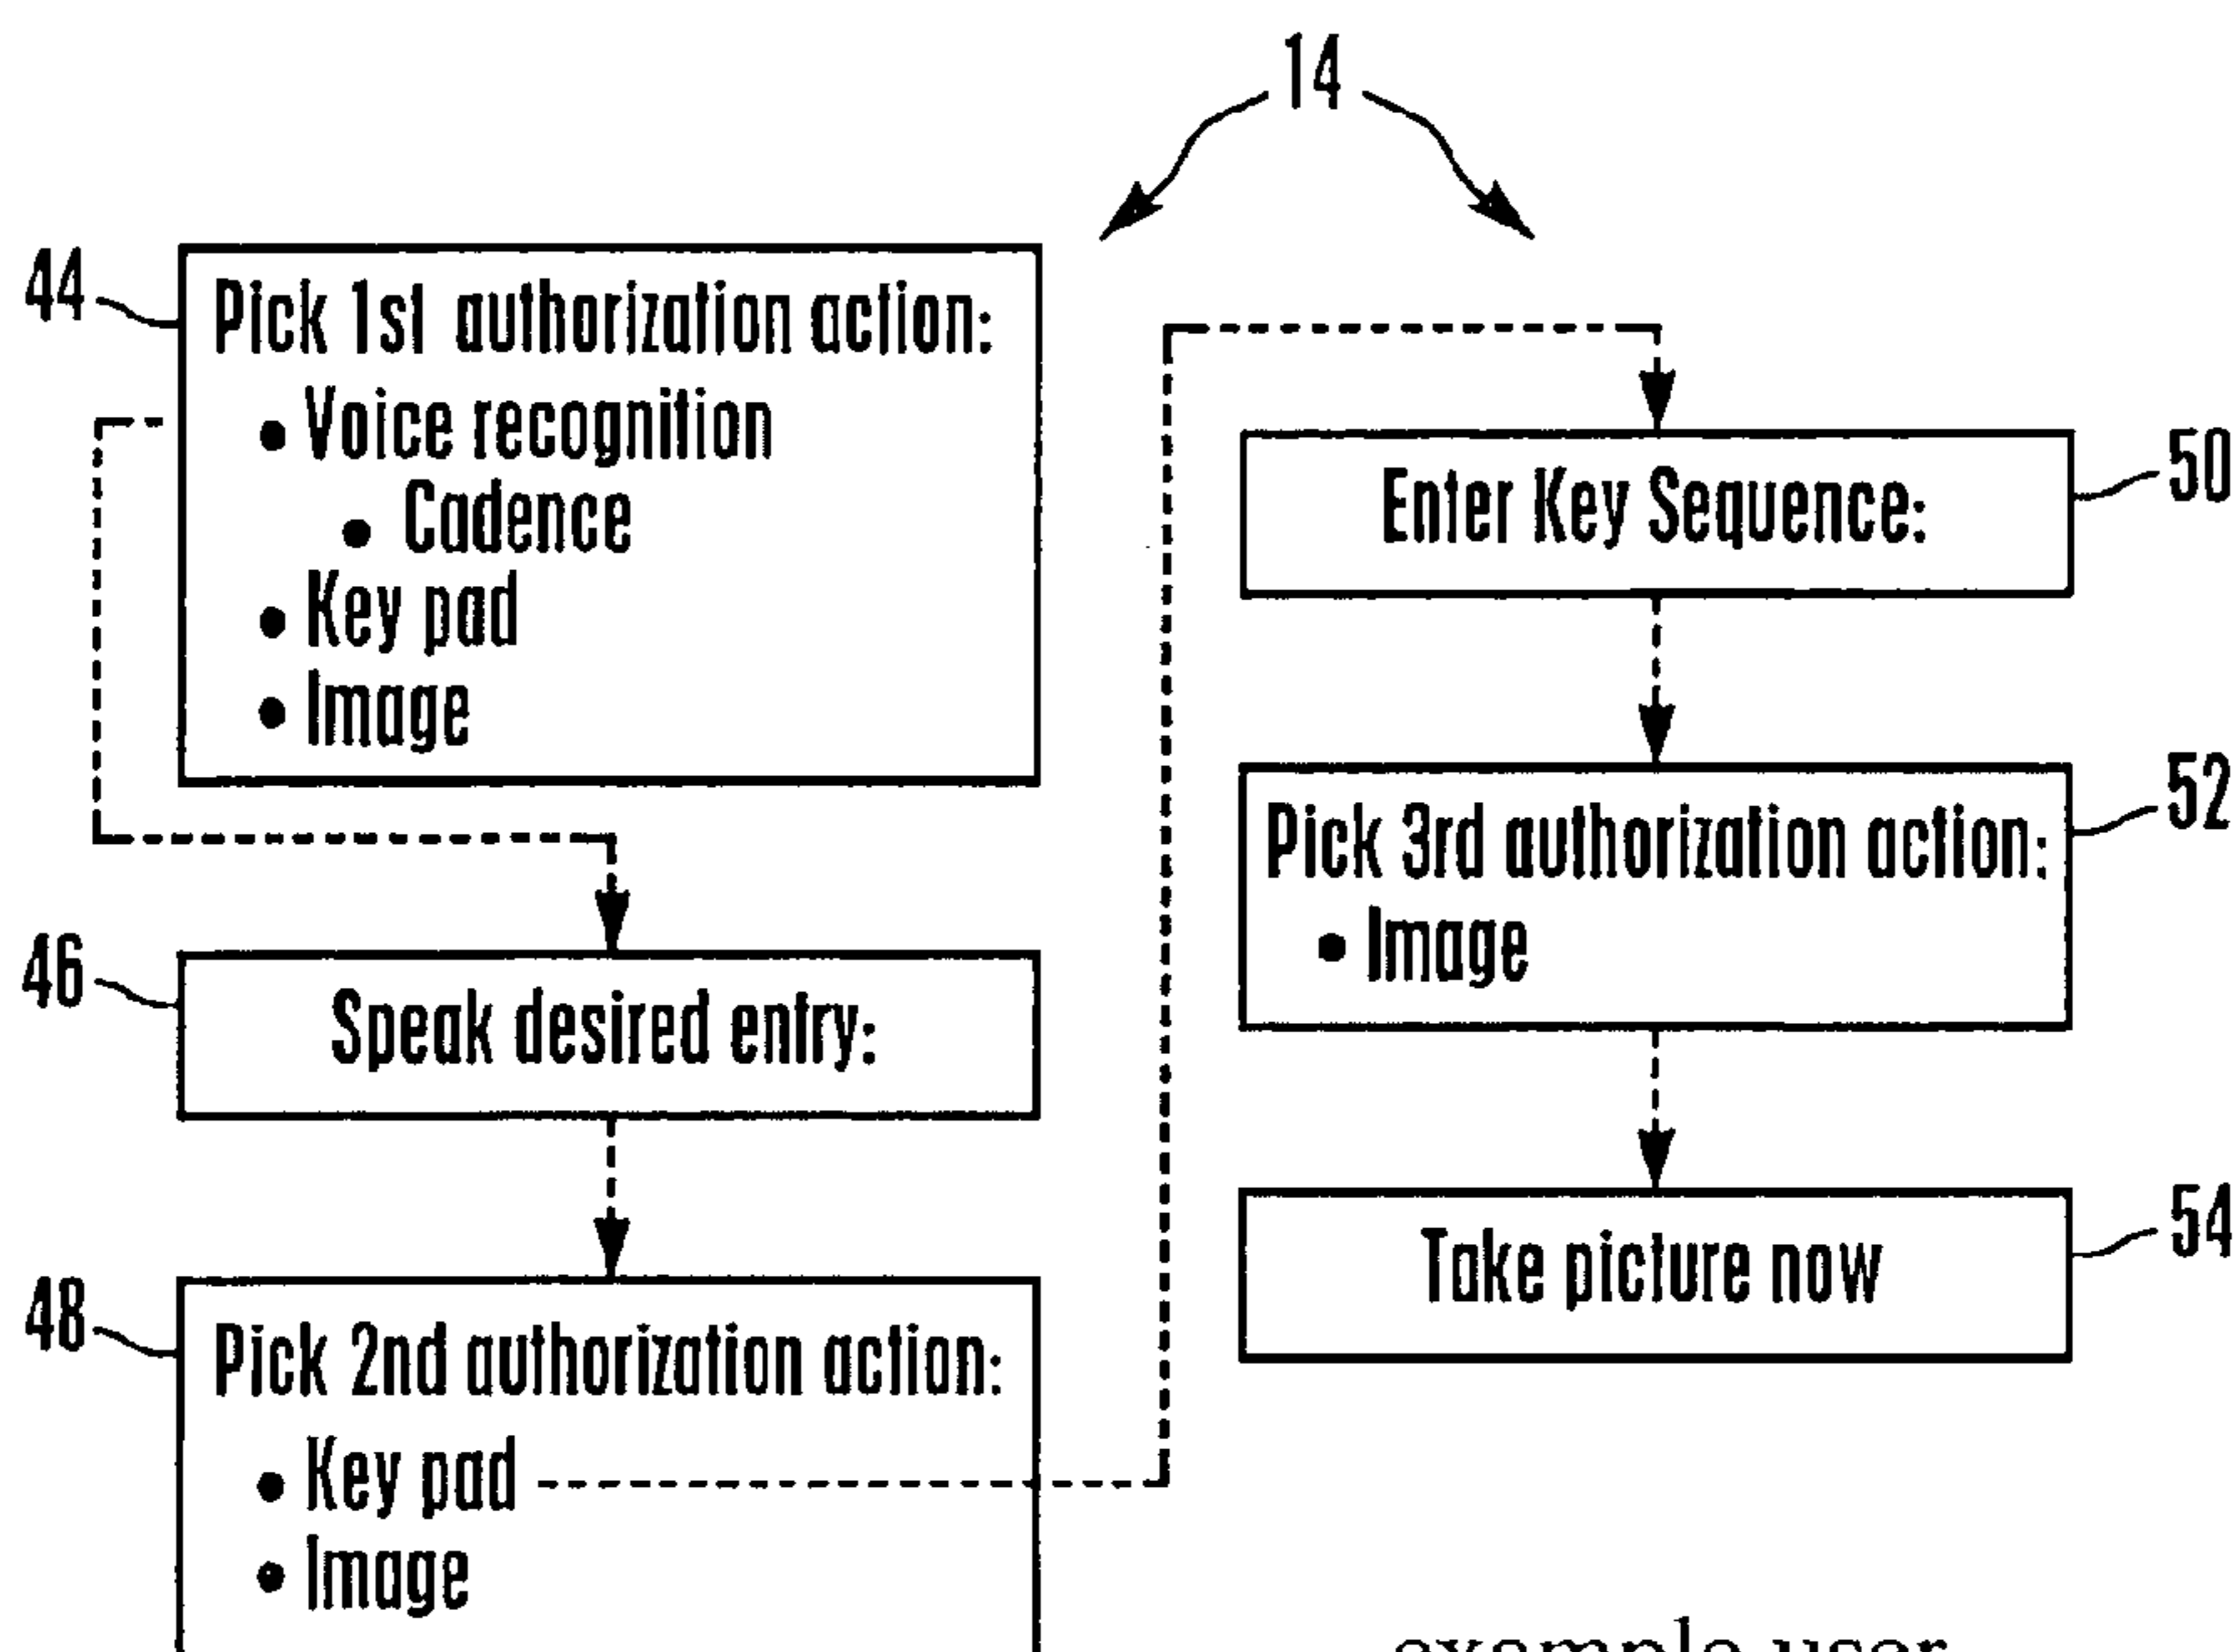 14
44
Pick 1st authorization action:
• Voice recognition
• Cadence
• Key pad
• Image
46
Speak desired entry:
48
Pick 2nd authorization action:
• Key pad
• Image
50
Enter Key Sequence:
52
Pick 3rd authorization action:
• Image
54
Take picture now
example user